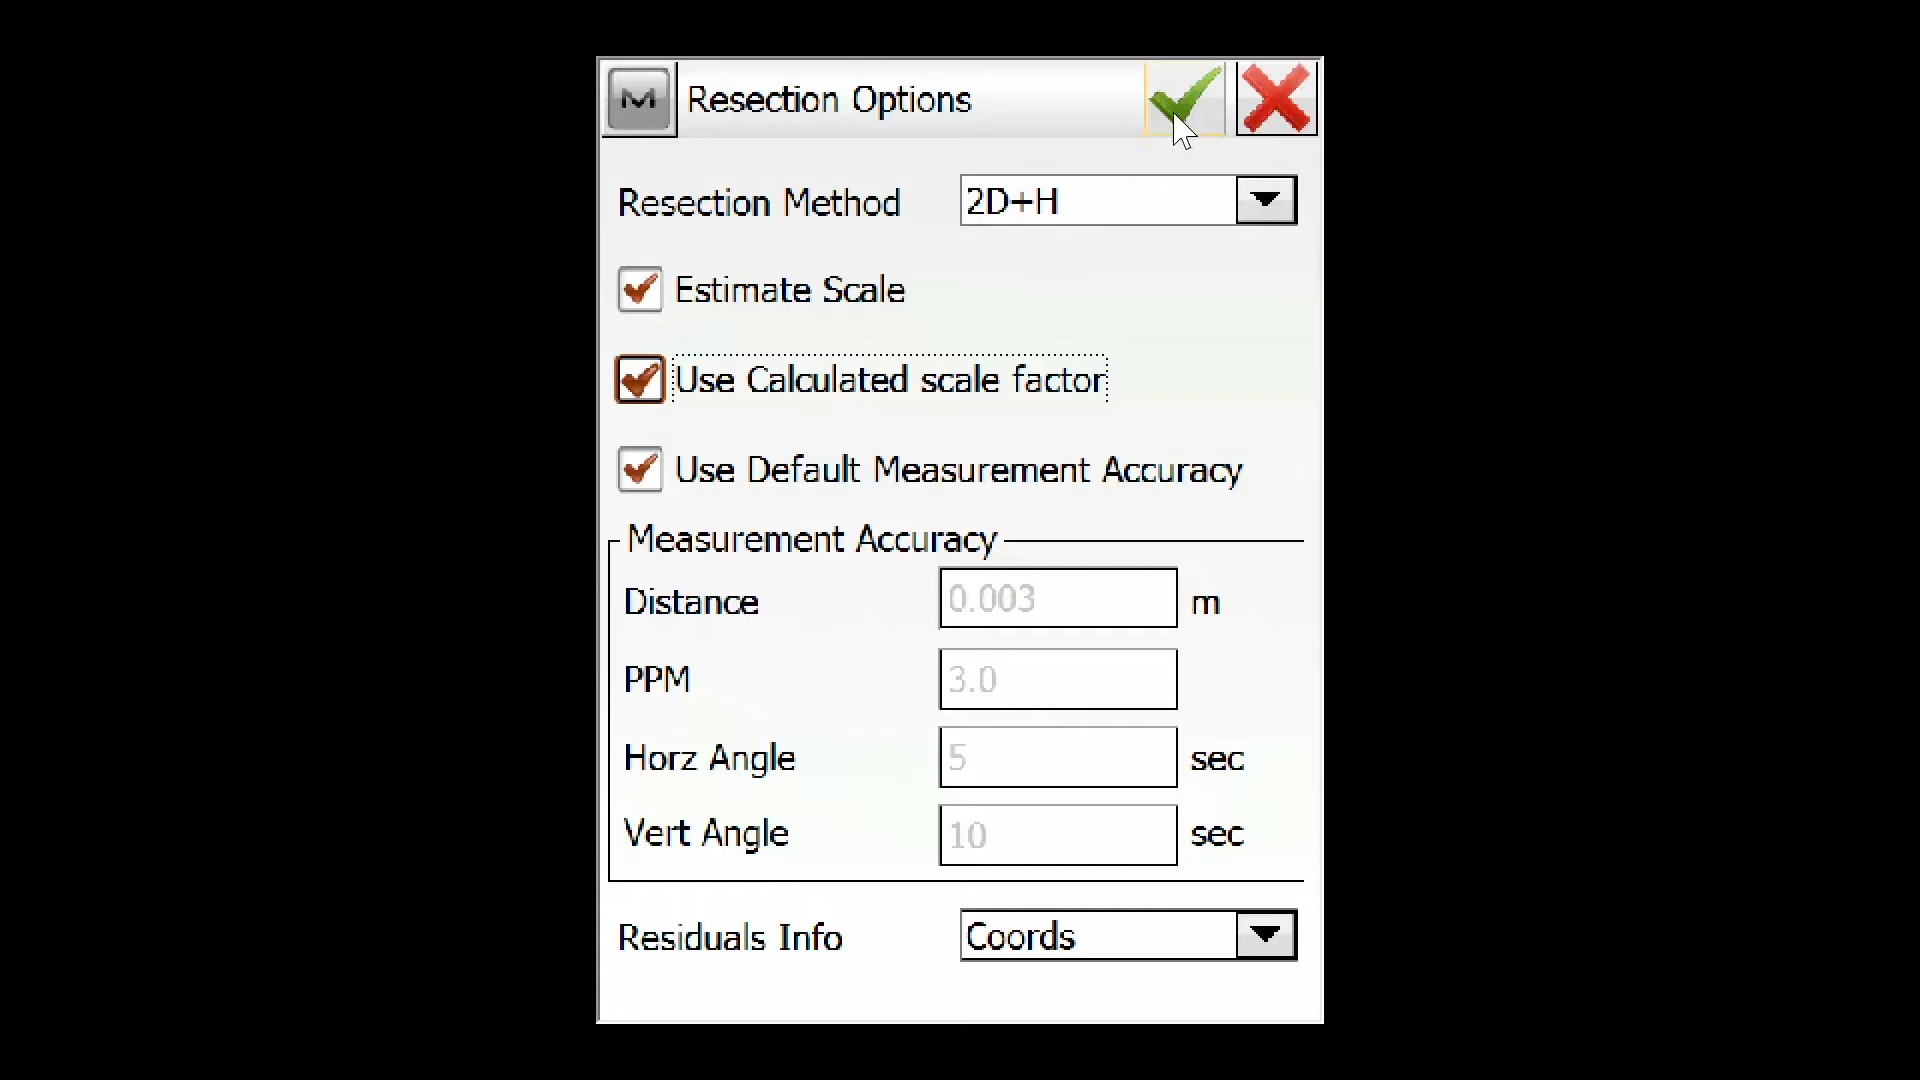 M Resection Options
Resection Method 2D+H
Estimate Scale
Use Calculated scale factor
Use Default Measurement Accuracy
Measurement Accuracy
Distance 0.003 m
PPM 3.0
Horz Angle 5 sec
Vert Angle 10 sec
Residuals Info Coords